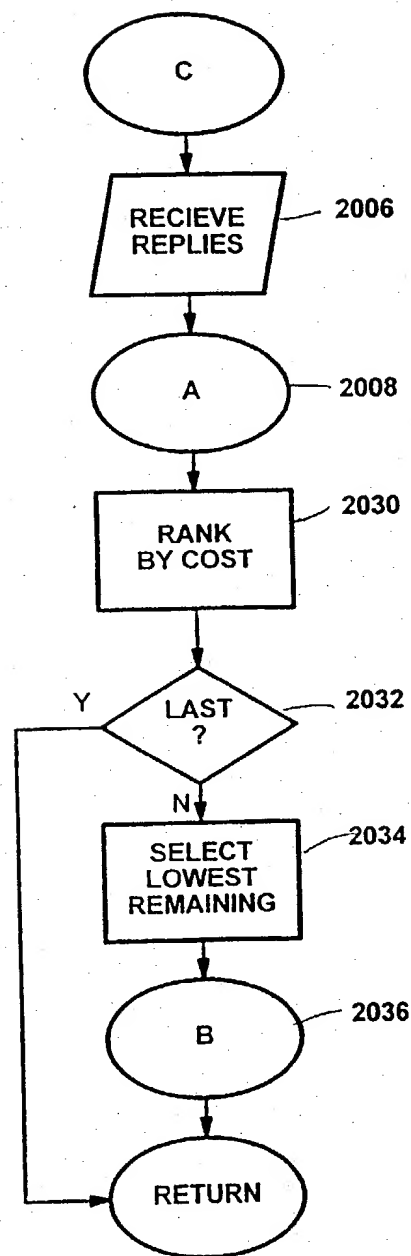 C
RECIEVE
REPLIES
2006
A
2008
RANK
BY COST
2030
LAST
?
2032
Y
N
SELECT
LOWEST
REMAINING
2034
B
2036
RETURN